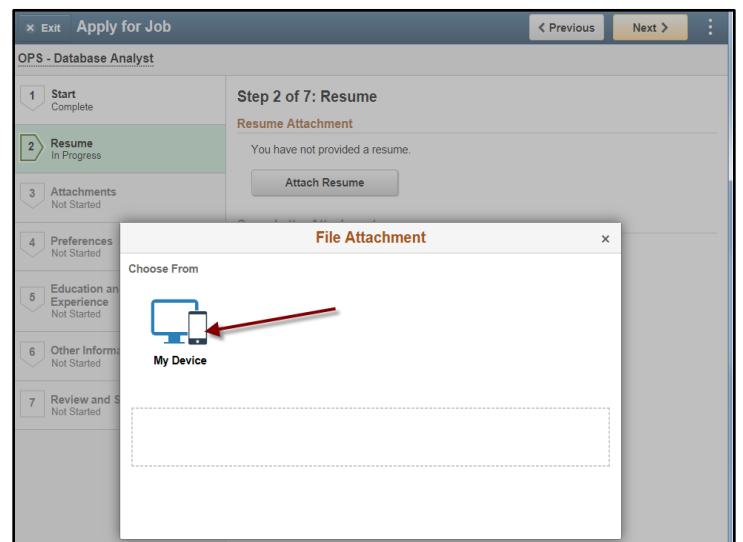 × Exit Apply for Job
< Previous
Next >
OPS - Database Analyst
1 Start
Complete
2 Resume
In Progress
3 Attachments
Not Started
4 Preferences
Not Started
5 Education an
Experience
Not Started
6 Other Informa
Not Started
7 Review and S
Not Started
Step 2 of 7: Resume
Resume Attachment
You have not provided a resume.
Attach Resume
File Attachment ×
Choose From
My Device